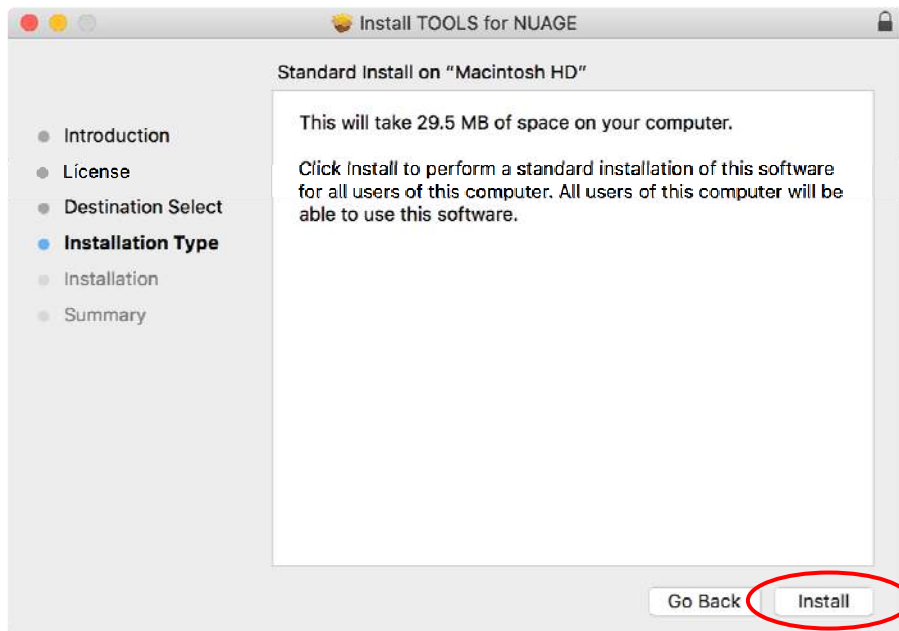 Install TOOLS for NUAGE
Standard Install on “Macintosh HD”
Introduction
License
Destination Select
Installation Type
Installation
Summary
This will take 29.5 MB of space on your computer.
Click Install to perform a standard installation of this software
for all users of this computer. All users of this computer will be
able to use this software.
Go Back
Install